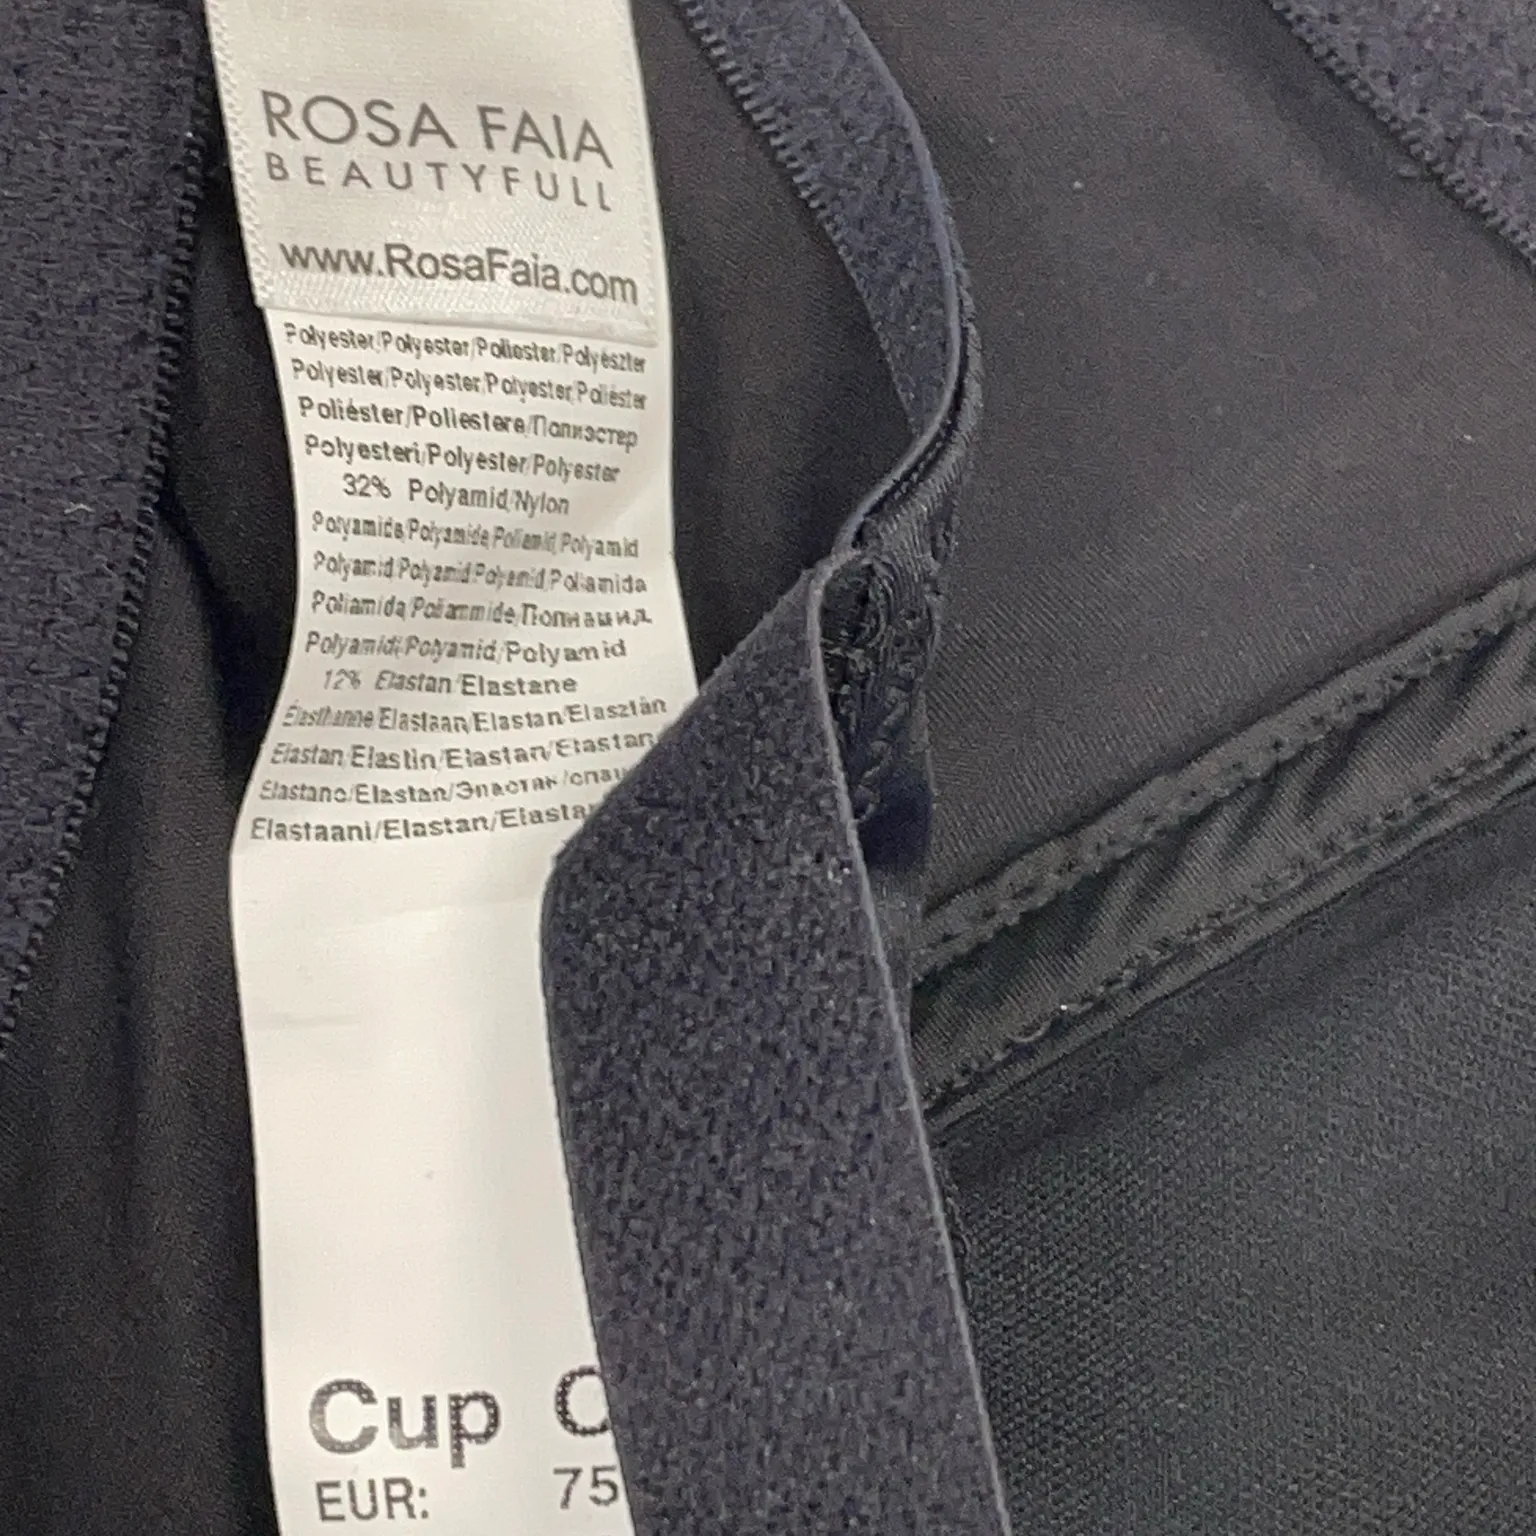 ROSA FAIA
BEAUTYFULL
www.RosaFaia.com
Polyester/Polyester/Poliester/Polyészter
Polyester/Polyester/Polyester/Poliéster
Poliéster/Poliestere/Полиэстер
Polyesteri/Polyester/Polyester
32% Polyamid/Nylon
Polyamide/Polyamide/Poliamid/Polyamid
Polyamid/Polyamid/Polyamid/Poliamida
Poliamida/Poliammide/Полиамид
Polyamidi/Polyamid/Polyamid
12% Elastan/Elastane
Élasthanne/Elastaan/Elastan/Elasztán
Elastan/Elastin/Elastan/Elastan
Elastano/Elastan/Эластан/
Elastaani/Elastan/Elasta
Cup
EUR: 75